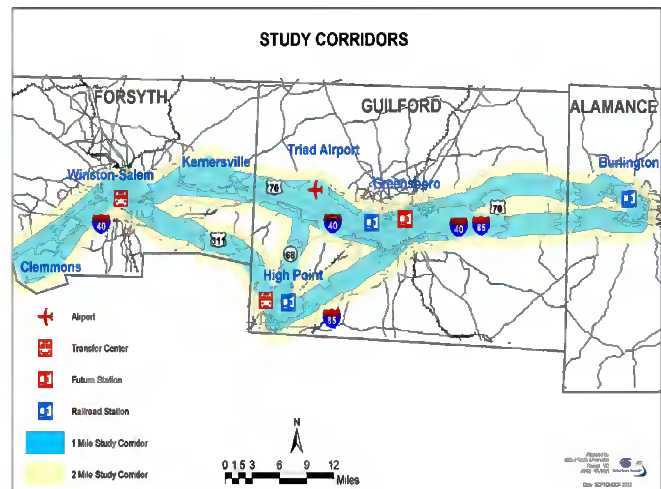 STUDY CORRIDORS
FORSYTH
GUILFORD
ALAMANCE
Triad Airport
Kernersville
Burlington
Winston-Salem
Greensboro
70
70
40
40
40
85
311
68
Clemmons
High Point
85
Airport
Transfer Center
Future Station
Railroad Station
1 Mile Study Corridor
2 Mile Study Corridor
N
0 1.5 3 6 9 12
Miles
Date: SEPTEMBER